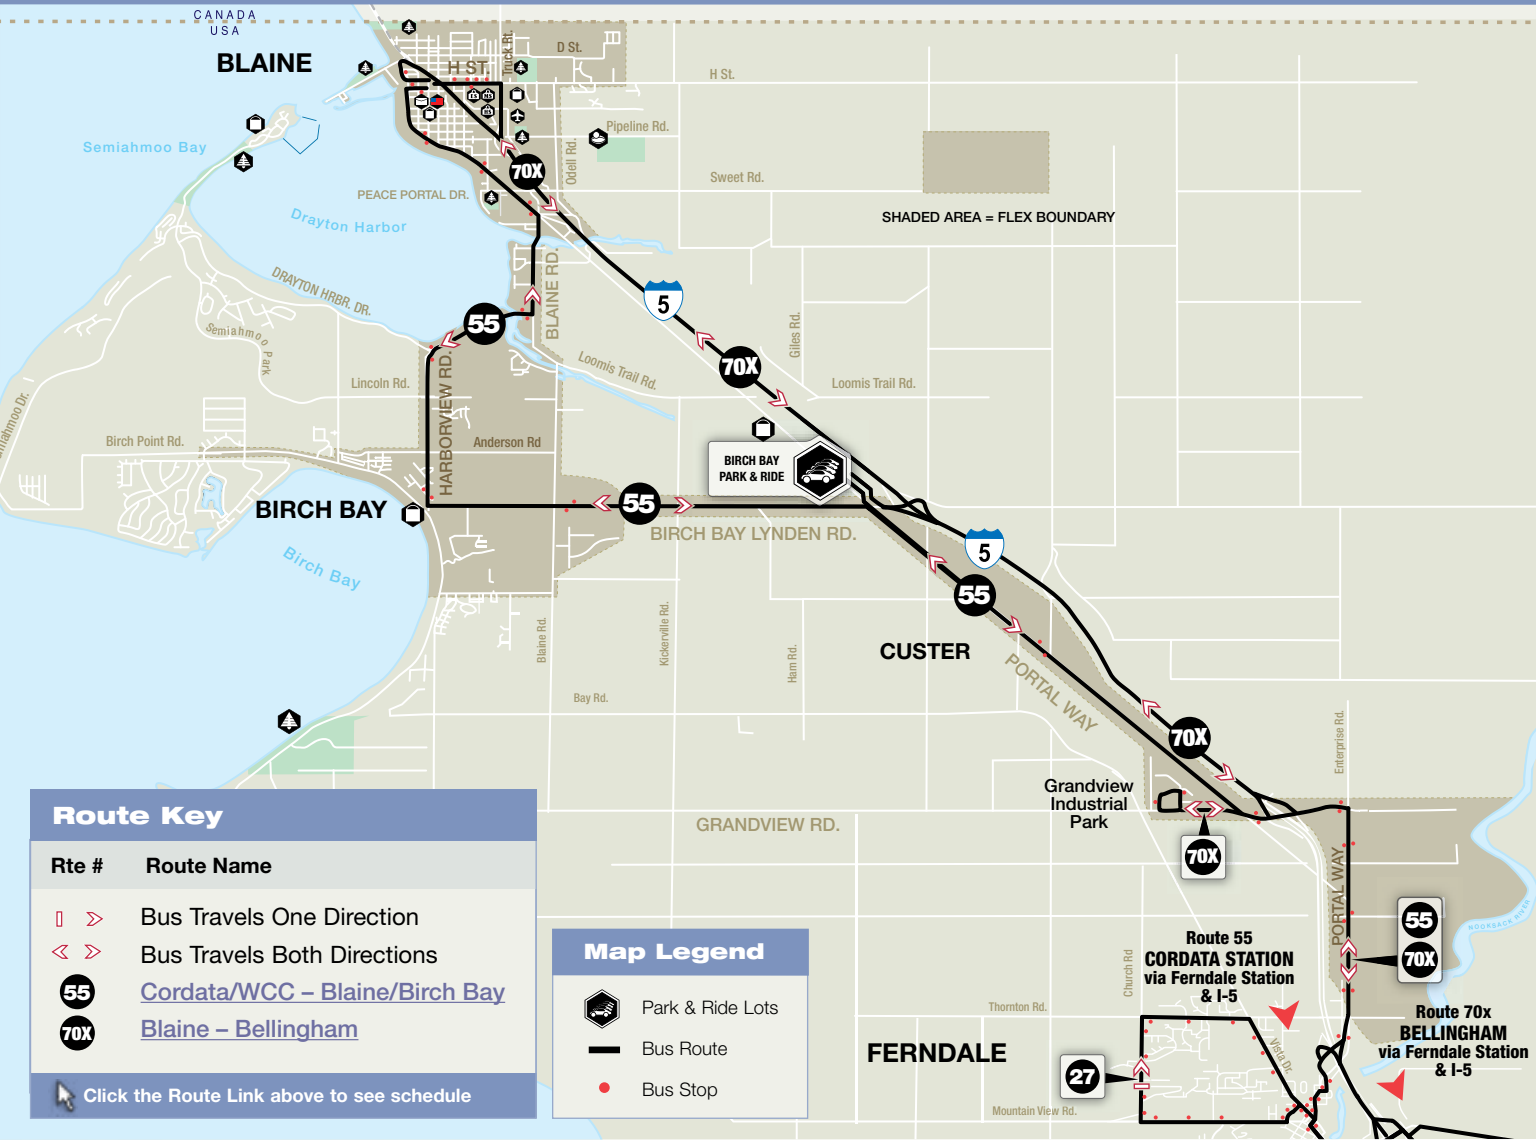 CANADA
USA
BLAINE
H ST.
Truck Rt.
D St.
H St.
Semiahmoo Bay
Pipeline Rd.
Odell Rd.
70X
Sweet Rd.
PEACE PORTAL DR.
Drayton Harbor
SHADED AREA = FLEX BOUNDARY
DRAYTON HRBR. DR.
BLAINE RD.
5
55
Semiahmoo Park
Giles Rd.
70X
Loomis Trail Rd.
Loomis Trail Rd.
Lincoln Rd.
HARBORVIEW RD.
Birch Point Rd.
Anderson Rd
BIRCH BAY
PARK & RIDE
BIRCH BAY
55
BIRCH BAY LYNDEN RD.
5
Birch Bay
55
Blaine Rd.
Kickerville Rd.
Ham Rd.
CUSTER
PORTAL WAY
Bay Rd.
70X
Enterprise Rd.
Grandview
Industrial
Park
GRANDVIEW RD.
70X
PORTAL WAY
55
70X
NOOKSACK RIVER
Route 55
CORDATA STATION
via Ferndale Station
& I-5
Church Rd
Thornton Rd.
Route 70x
BELLINGHAM
via Ferndale Station
& I-5
FERNDALE
Vista Dr.
27
Mountain View Rd.
Route Key
Rte # Route Name
Bus Travels One Direction
Bus Travels Both Directions
55 Cordata/WCC – Blaine/Birch Bay
70X Blaine – Bellingham
Click the Route Link above to see schedule
Map Legend
Park & Ride Lots
Bus Route
Bus Stop